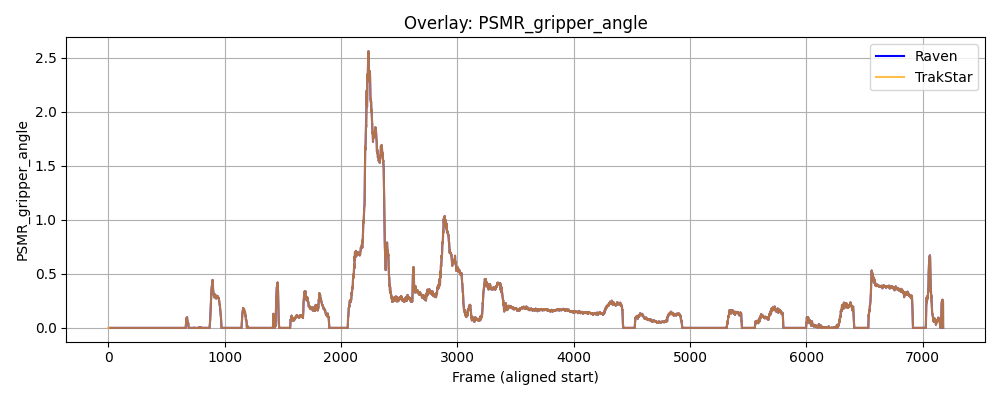 Overlay: PSMR_gripper_angle
Raven
TrakStar
PSMR_gripper_angle
2.5
2.0
1.5
1.0
0.5
0.0
0 1000 2000 3000 4000 5000 6000 7000
Frame (aligned start)